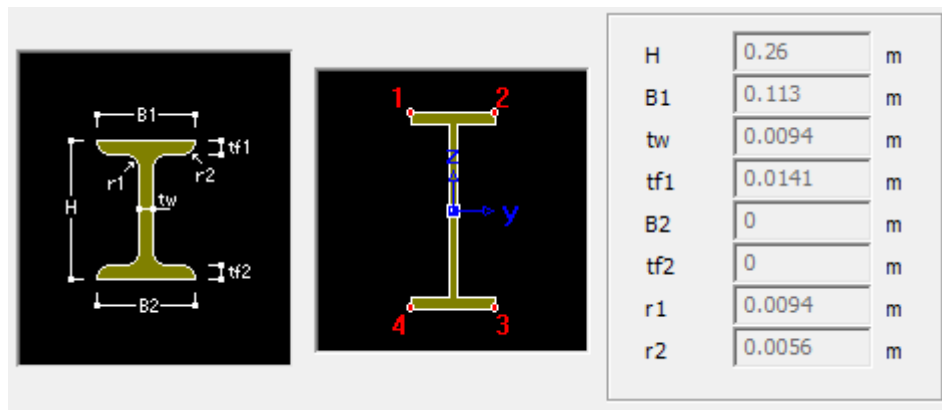 B1
tf1
r1
r2
H
tw
tf2
B2
1 2
z
y
4 3
H 0.26 m
B1 0.113 m
tw 0.0094 m
tf1 0.0141 m
B2 0 m
tf2 0 m
r1 0.0094 m
r2 0.0056 m